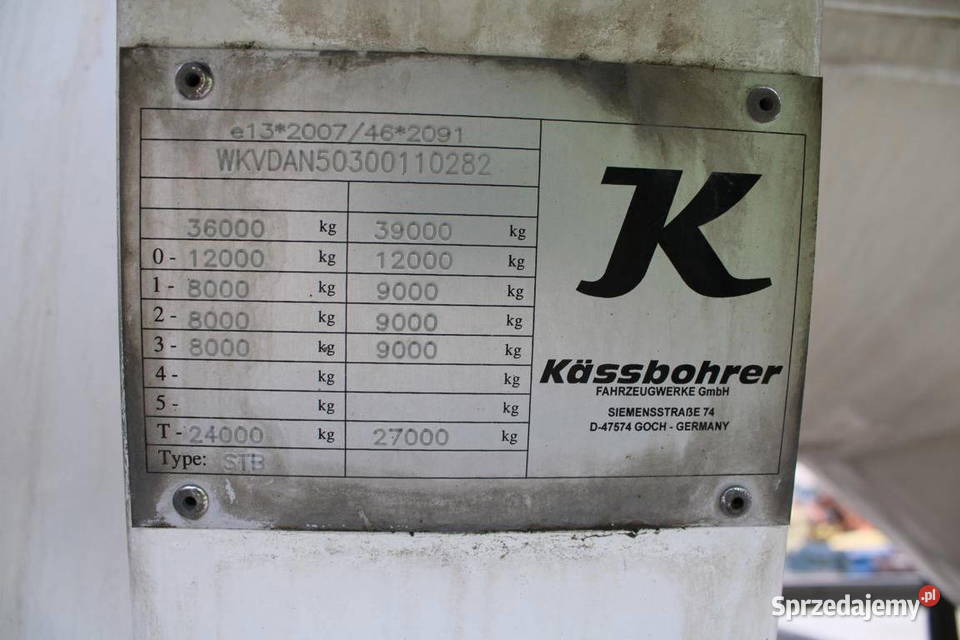 e13*2007/46*2091
WKVDAN50300110282
36000 kg 39000 kg
0 - 12000 kg 12000 kg
1 - 8000 kg 9000 kg
2 - 8000 kg 9000 kg
3 - 8000 kg 9000 kg
4 - kg kg
5 - kg kg
T - 24000 kg 27000 kg
Type: STB
K
Kässbohrer
FAHRZEUGWERKE GmbH
SIEMENSSTRAßE 74
D-47574 GOCH - GERMANY
Sprzedajemy.pl